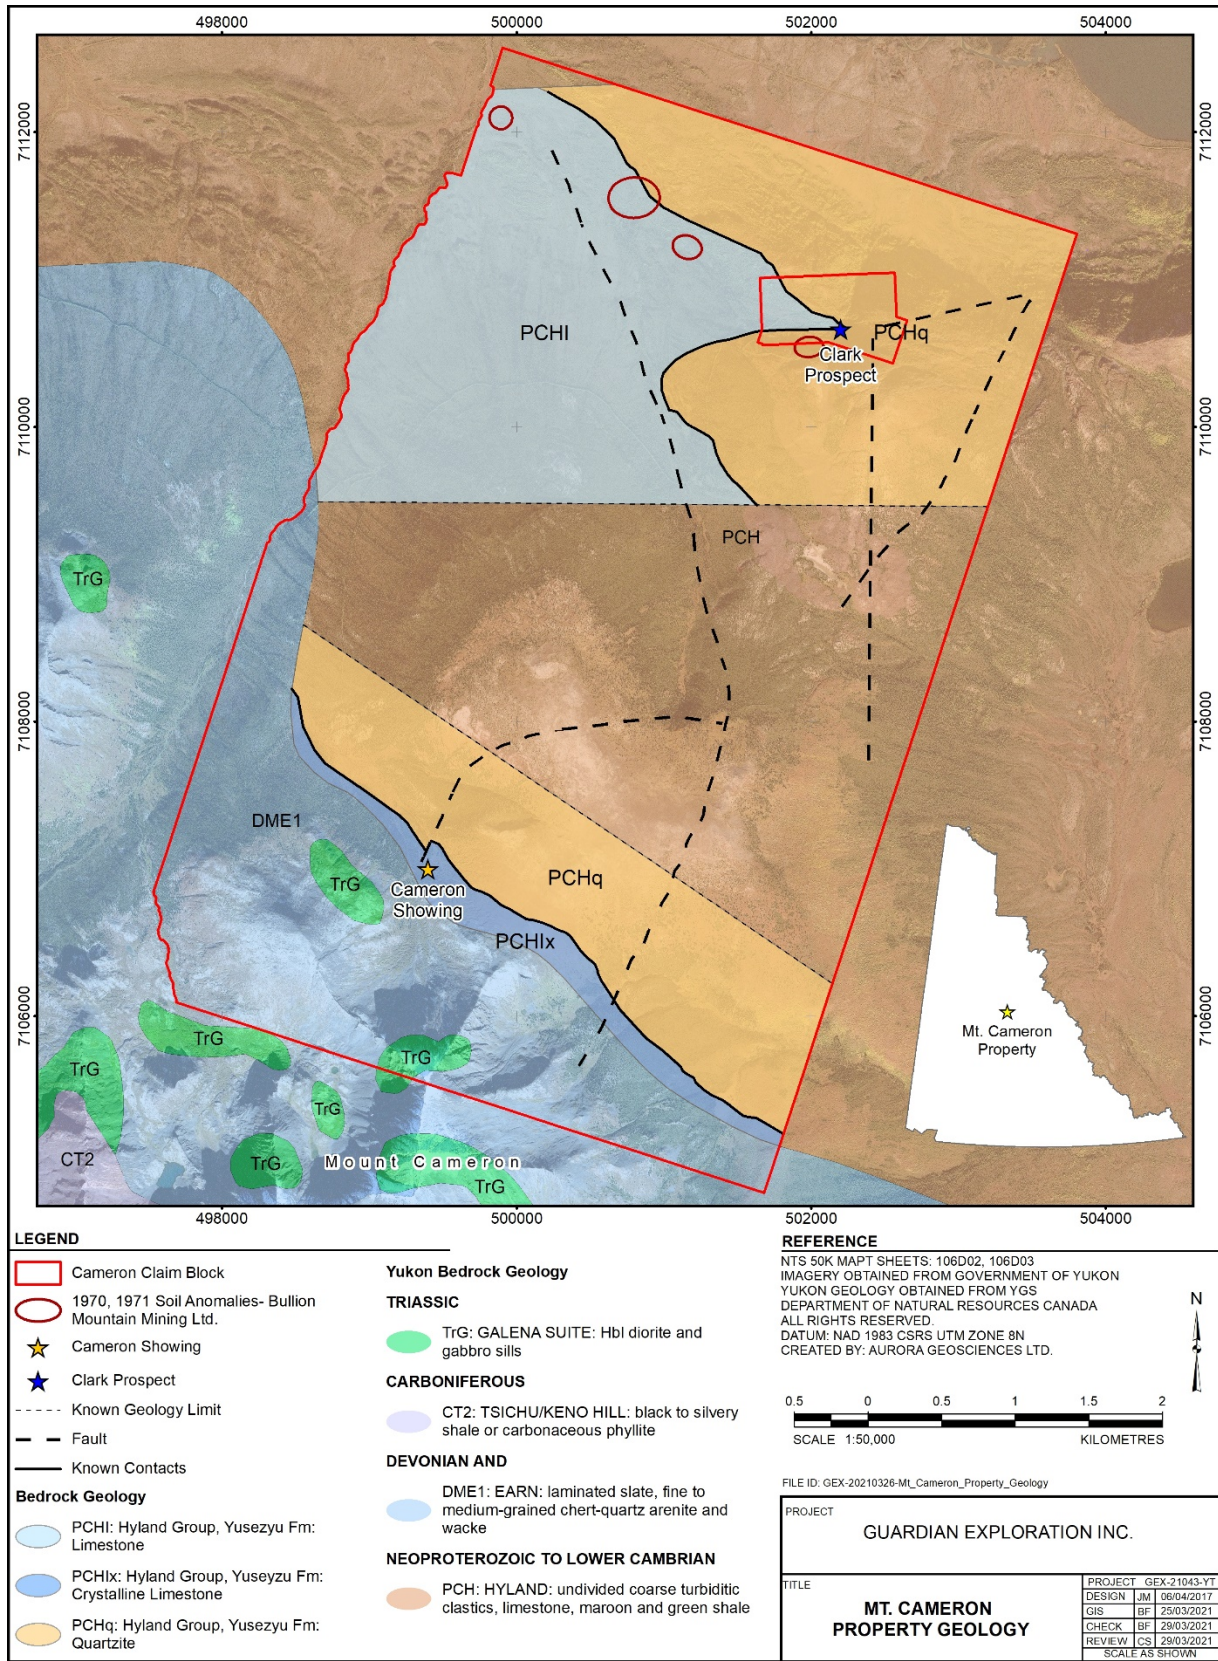 498000 500000 502000 504000
7112000
7112000
PCHI
PCHq
Clark
Prospect
7110000
7110000
PCH
TrG
7108000
7108000
DME1
TrG
Cameron
Showing
PCHq
PCHIx
7106000
7106000
Mt. Cameron
Property
TrG
TrG
TrG
TrG
CT2
TrG
Mount Cameron
TrG
498000 500000 502000 504000
LEGEND
Cameron Claim Block
1970, 1971 Soil Anomalies- Bullion
Mountain Mining Ltd.
Cameron Showing
Clark Prospect
Known Geology Limit
Fault
Known Contacts
Bedrock Geology
PCHI: Hyland Group, Yusezyu Fm:
Limestone
PCHIx: Hyland Group, Yuseyzu Fm:
Crystalline Limestone
PCHq: Hyland Group, Yusezyu Fm:
Quartzite
Yukon Bedrock Geology
TRIASSIC
TrG: GALENA SUITE: Hbl diorite and
gabbro sills
CARBONIFEROUS
CT2: TSICHU/KENO HILL: black to silvery
shale or carbonaceous phyllite
DEVONIAN AND
DME1: EARN: laminated slate, fine to
medium-grained chert-quartz arenite and
wacke
NEOPROTEROZOIC TO LOWER CAMBRIAN
PCH: HYLAND: undivided coarse turbiditic
clastics, limestone, maroon and green shale
REFERENCE
NTS 50K MAPT SHEETS: 106D02, 106D03
IMAGERY OBTAINED FROM GOVERNMENT OF YUKON
YUKON GEOLOGY OBTAINED FROM YGS
DEPARTMENT OF NATURAL RESOURCES CANADA
ALL RIGHTS RESERVED.
DATUM: NAD 1983 CSRS UTM ZONE 8N
CREATED BY: AURORA GEOSCIENCES LTD.
N
0.5 0 0.5 1 1.5 2
SCALE 1:50,000 KILOMETRES
FILE ID: GEX-20210326-Mt_Cameron_Property_Geology
PROJECT
GUARDIAN EXPLORATION INC.
TITLE
MT. CAMERON
PROPERTY GEOLOGY
PROJECT GEX-21043-YT
DESIGN JM 06/04/2017
GIS BF 25/03/2021
CHECK BF 29/03/2021
REVIEW CS 29/03/2021
SCALE AS SHOWN